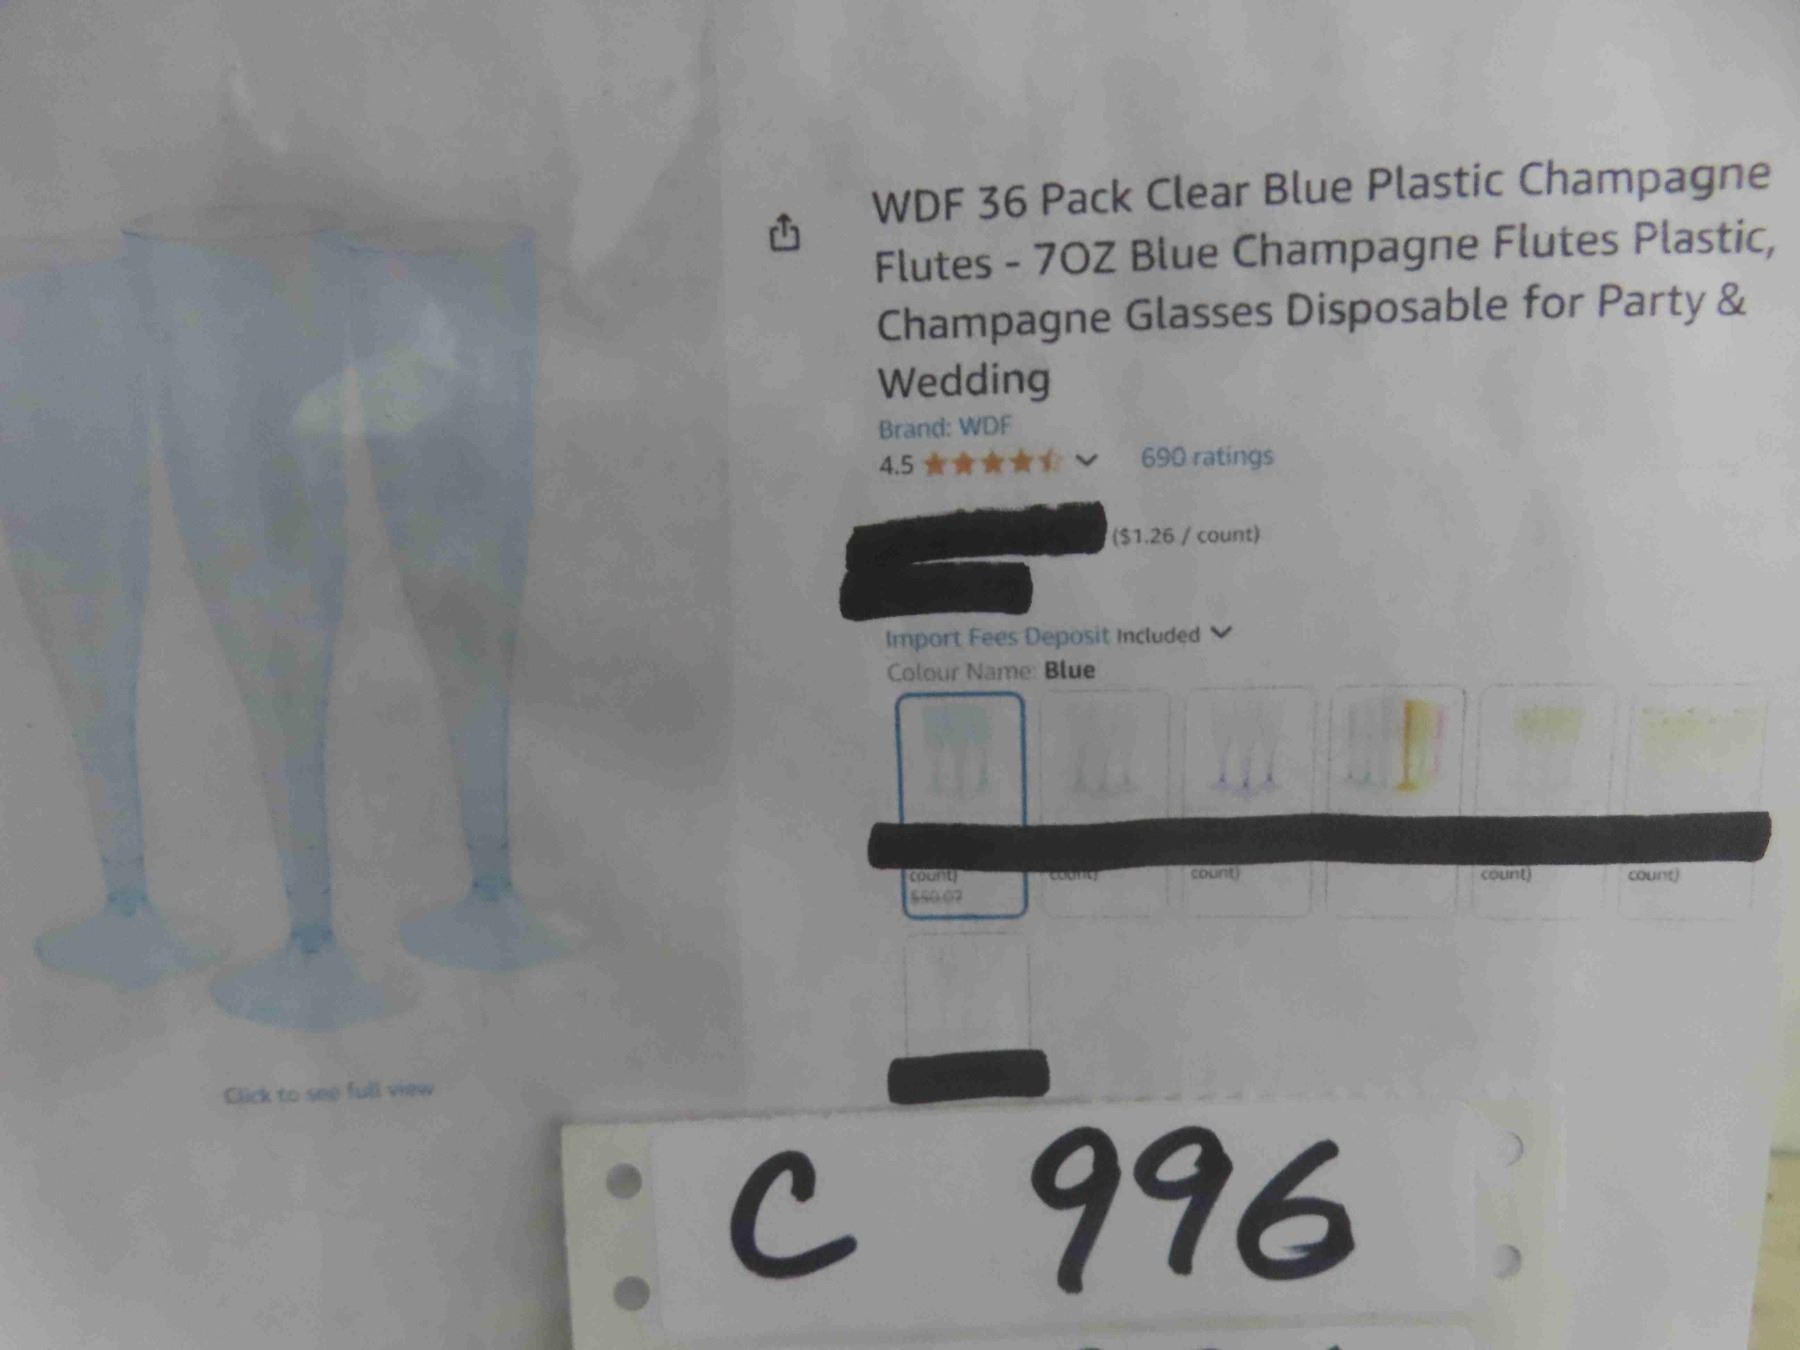 WDF 36 Pack Clear Blue Plastic Champagne
Flutes - 7OZ Blue Champagne Flutes Plastic,
Champagne Glasses Disposable for Party &
Wedding
Brand: WDF
4.5 690 ratings
($1.26 / count)
Import Fees Deposit Included
Colour Name: Blue
count) count) count) count) count)
Click to see full view
C 996